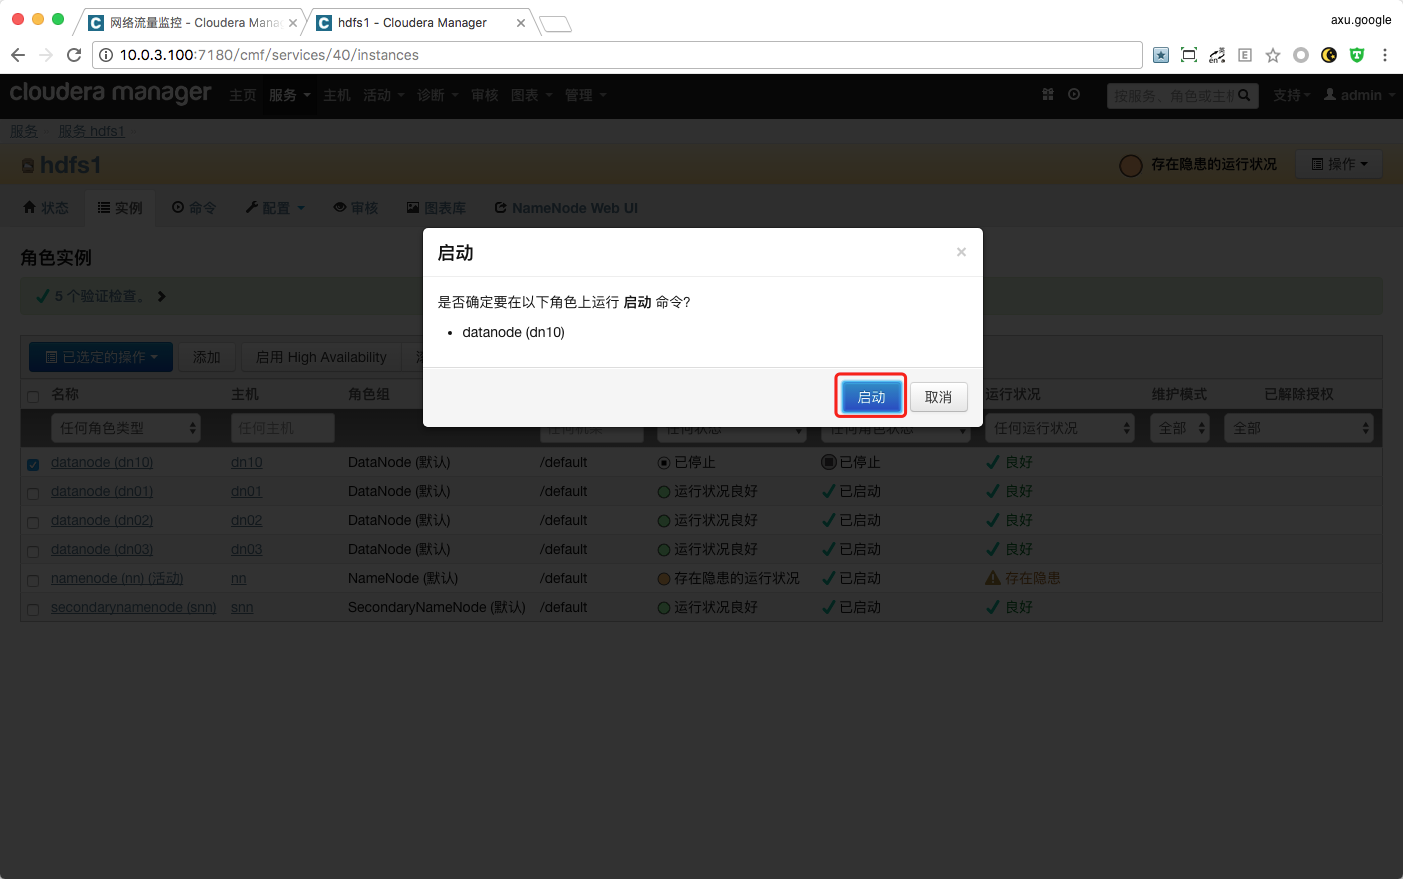 网络流量监控 - Cloudera Mana
hdfs1 - Cloudera Manager
axu.google
10.0.3.100:7180/cmf/services/40/instances
cloudera manager
主页
服务
主机
活动
诊断
审核
图表
管理
按服务、角色或主机
支持
admin
服务
服务 hdfs1
hdfs1
存在隐患的运行状况
操作
状态
实例
命令
配置
审核
图表库
NameNode Web UI
角色实例
5 个验证检查。
启动
×
是否确定要在以下角色上运行 启动 命令?
• datanode (dn10)
启动
取消
已选定的操作
添加
启用 High Availability
名称
主机
角色组
运行状况
维护模式
已解除授权
任何角色类型
任何主机
任何机架
任何状态
任何角色状态
任何运行状况
全部
全部
datanode (dn10) dn10 DataNode (默认) /default 已停止 已停止 良好
datanode (dn01) dn01 DataNode (默认) /default 运行状况良好 已启动 良好
datanode (dn02) dn02 DataNode (默认) /default 运行状况良好 已启动 良好
datanode (dn03) dn03 DataNode (默认) /default 运行状况良好 已启动 良好
namenode (nn) (活动) nn NameNode (默认) /default 存在隐患的运行状况 已启动 存在隐患
secondarynamenode (snn) snn SecondaryNameNode (默认) /default 运行状况良好 已启动 良好